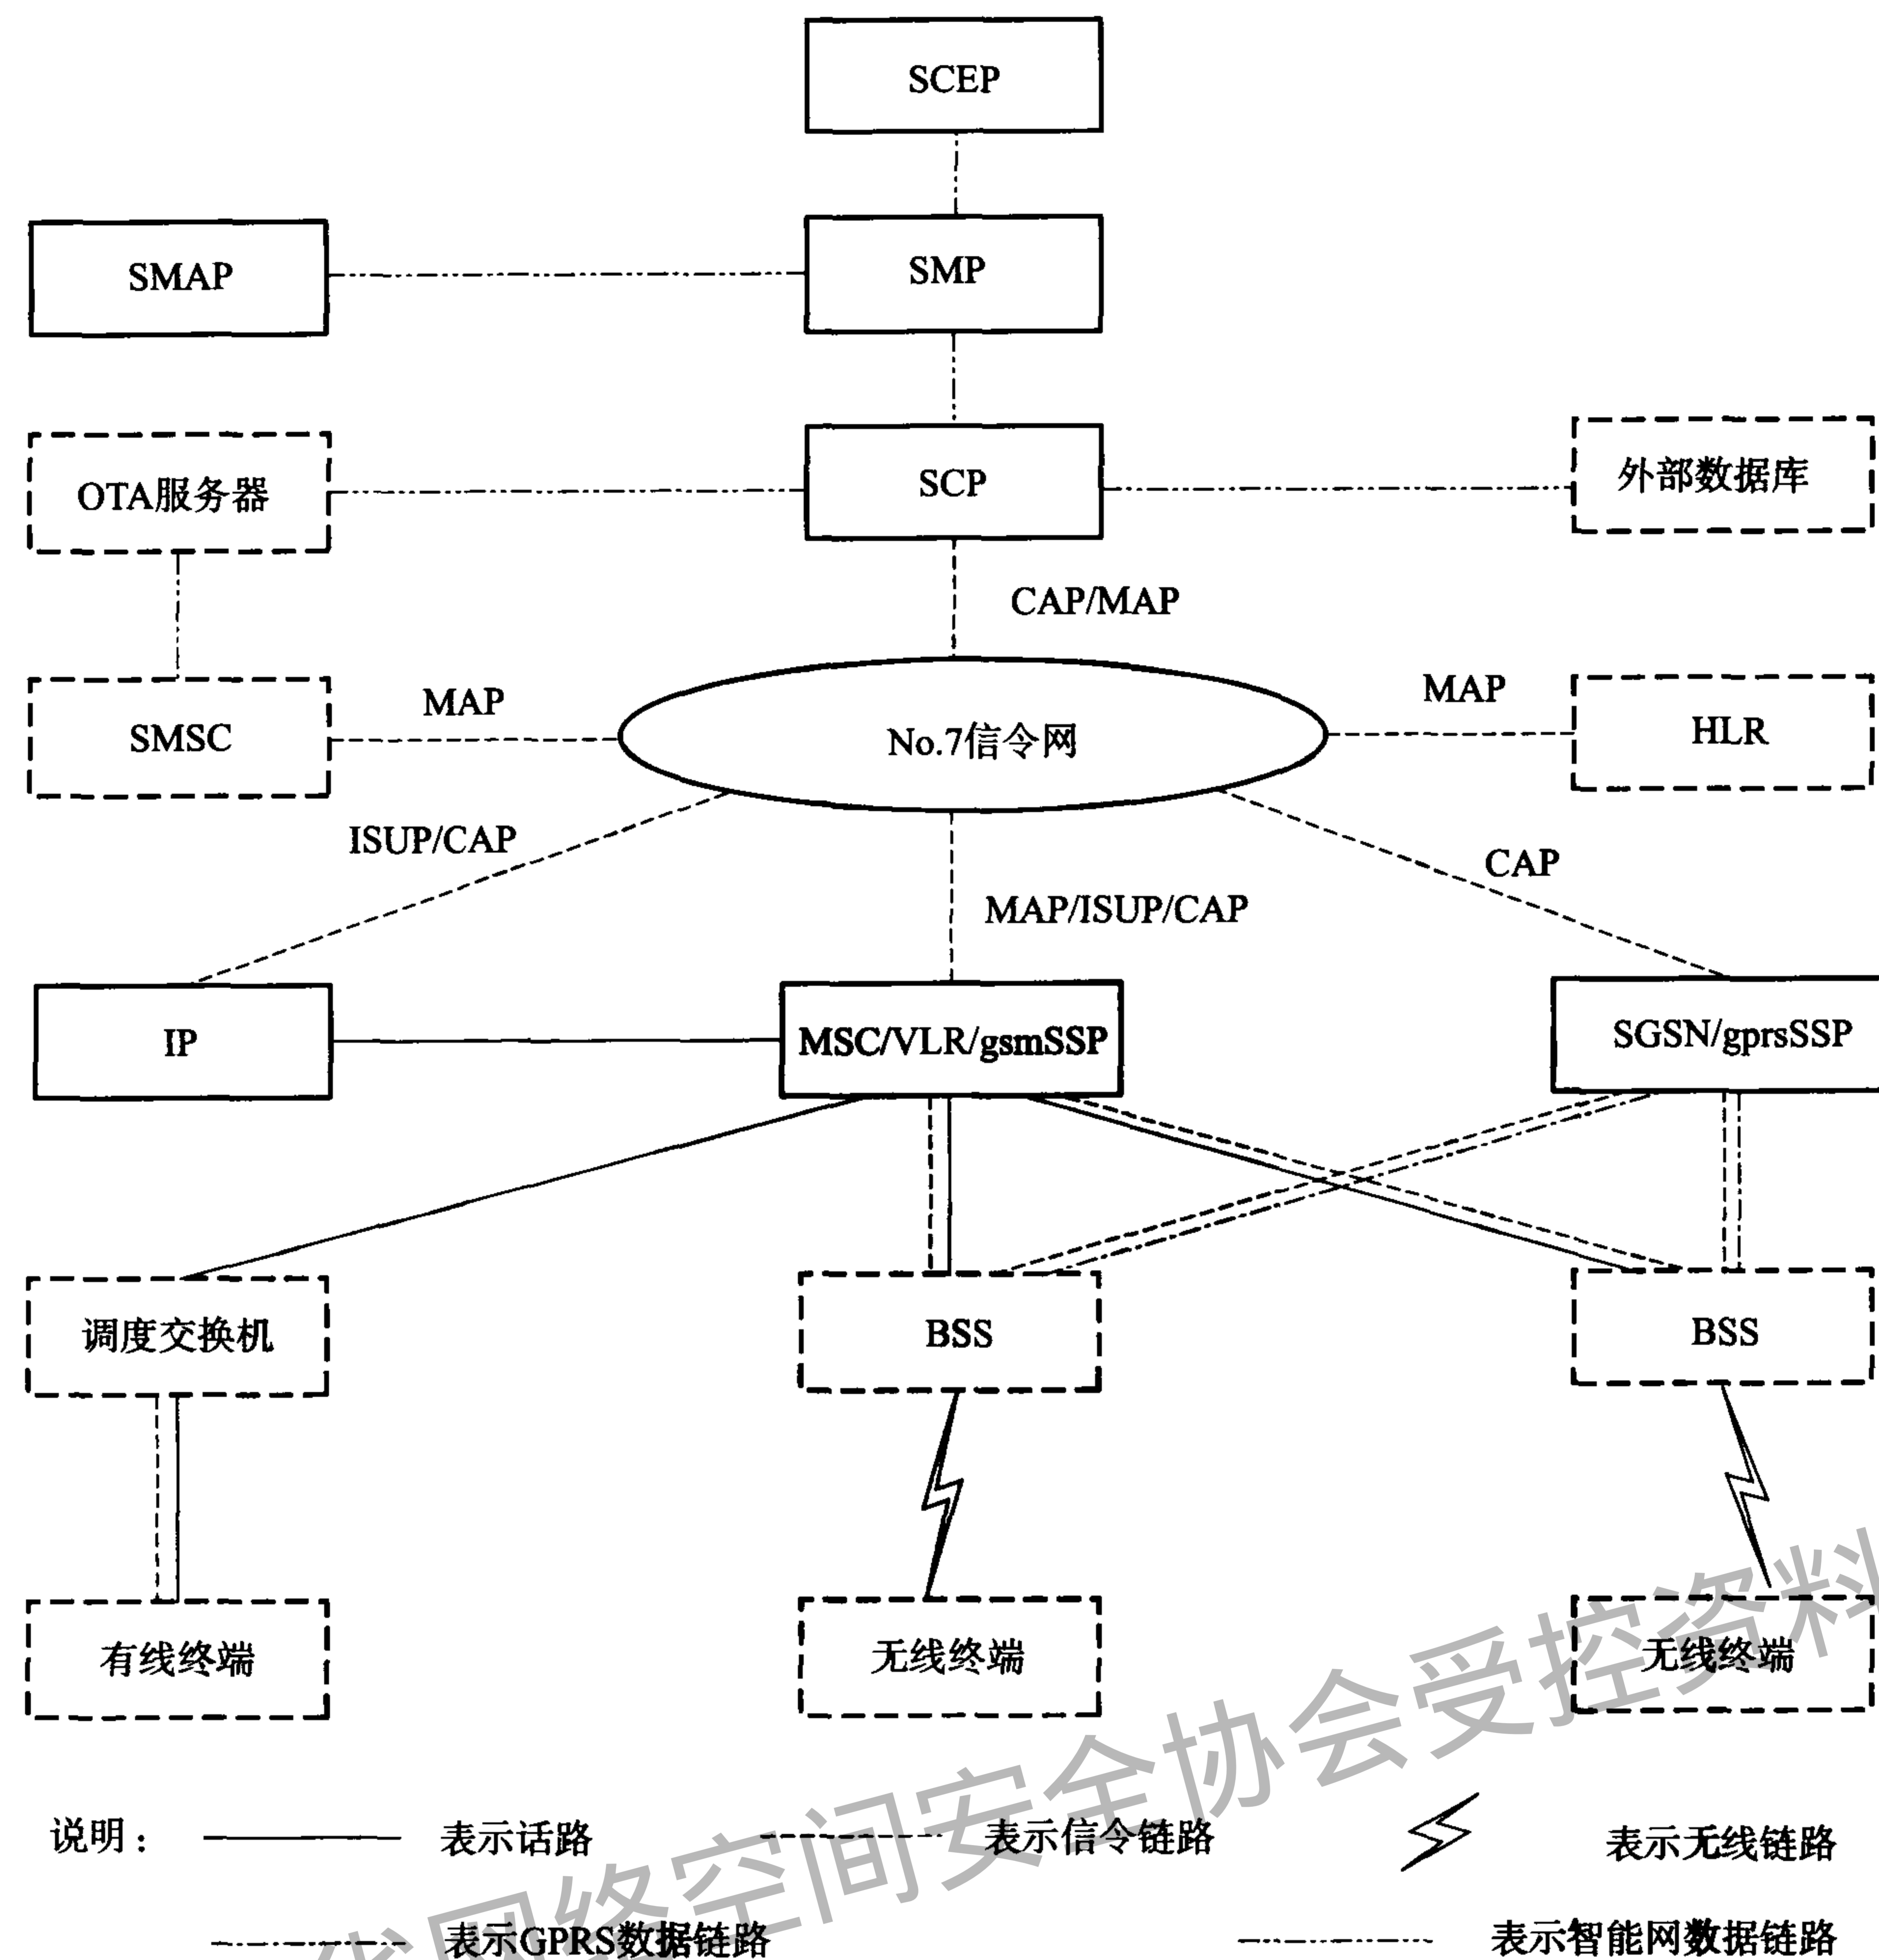 SCEP
SMAP
SMP
OTA服务器
SCP
外部数据库
CAP/MAP
SMSC
MAP
No.7信令网
MAP
HLR
ISUP/CAP
CAP
MAP/ISUP/CAP
IP
MSC/VLR/gsmSSP
SGSN/gprsSSP
调度交换机
BSS
BSS
有线终端
无线终端
无线终端
说明：
表示话路
表示信令链路
表示无线链路
表示GPRS数据链路
表示智能网数据链路
网络空间安全协会受控资料